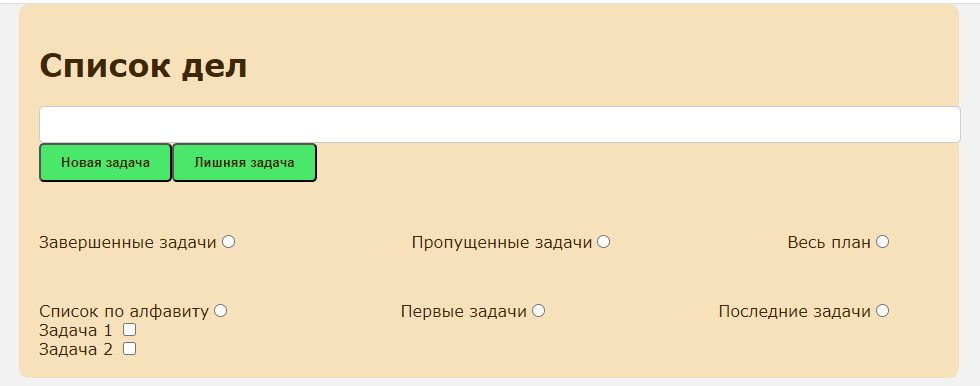 Список дел
Новая задача Лишняя задача
Завершенные задачи Пропущенные задачи Весь план
Список по алфавиту Первые задачи Последние задачи
Задача 1
Задача 2